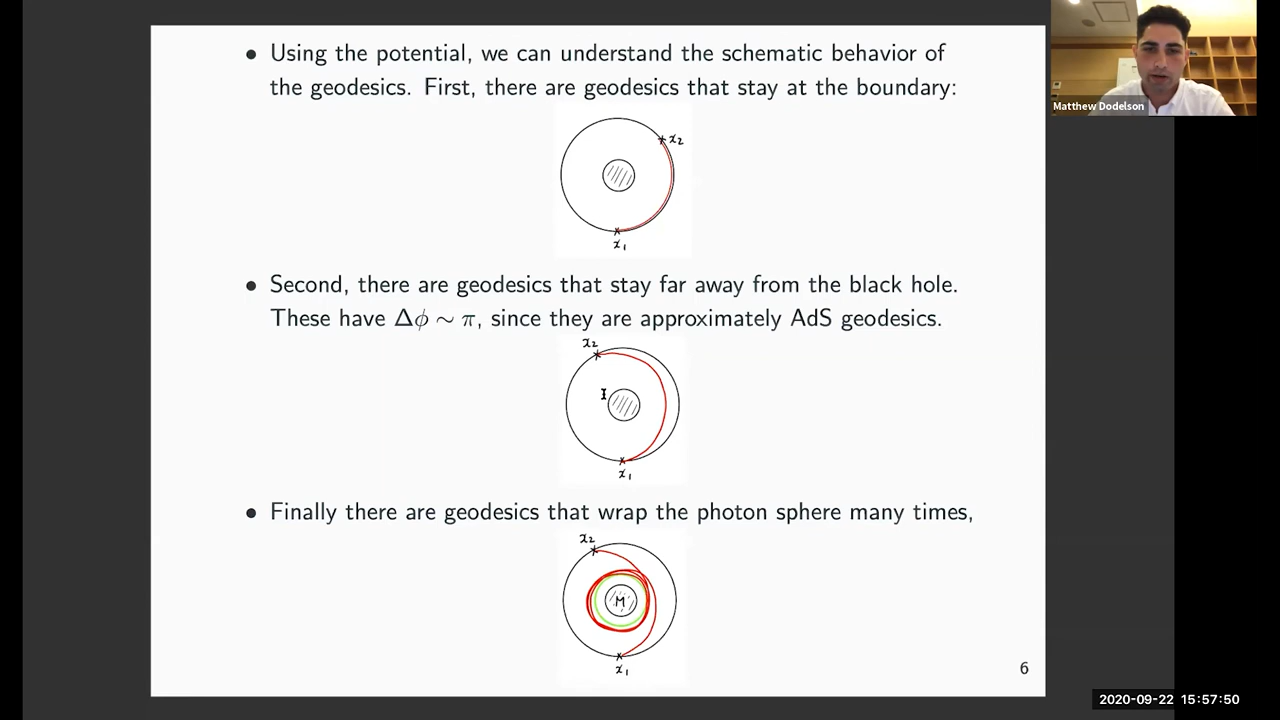 • Using the potential, we can understand the schematic behavior of
the geodesics. First, there are geodesics that stay at the boundary:
x₂
x₁
• Second, there are geodesics that stay far away from the black hole.
These have Δϕ ∼ π, since they are approximately AdS geodesics.
x₂
x₁
• Finally there are geodesics that wrap the photon sphere many times,
x₂
M
x₁
6
Matthew Dodelson
2020-09-22 15:57:50